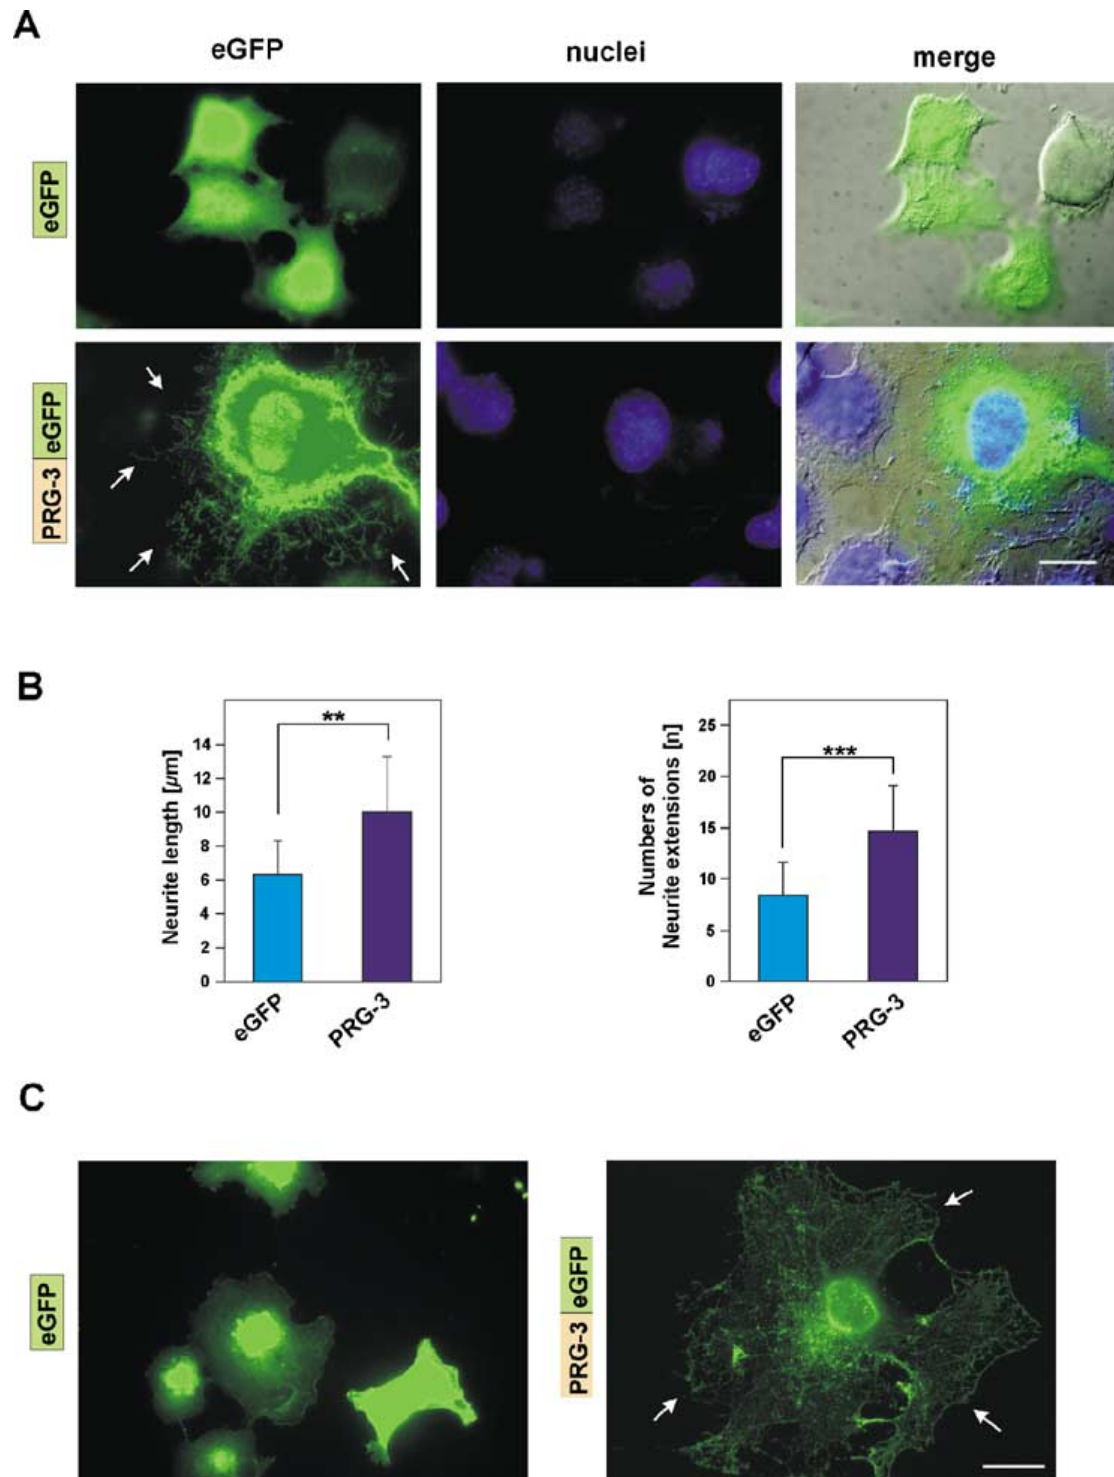 A
eGFP nuclei merge
eGFP
PRG-3 eGFP
B
Neurite length [µm]
14
12
10
8
6
4
2
0
**
eGFP PRG-3
Numbers of
Neurite extensions [n]
25
20
15
10
5
0
***
eGFP PRG-3
C
eGFP
PRG-3 eGFP